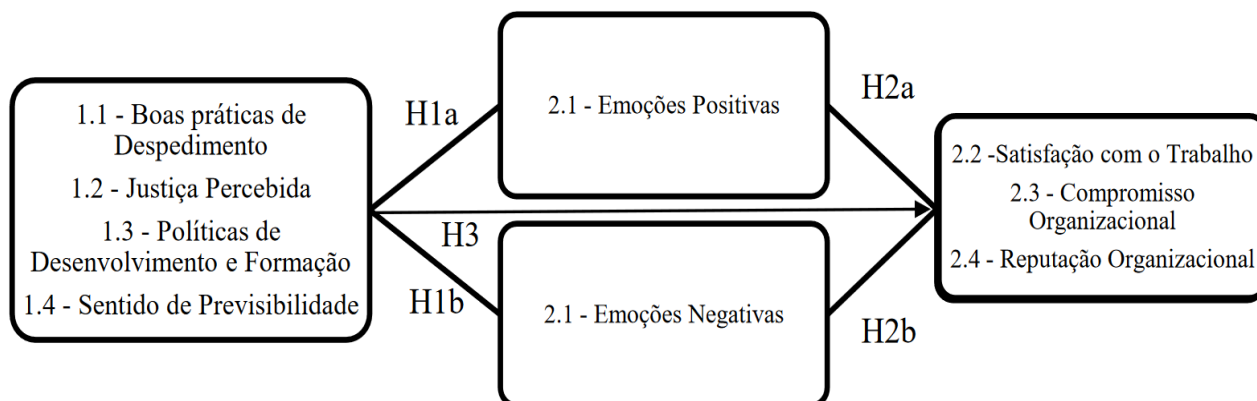 1.1 - Boas práticas de
Despedimento
1.2 - Justiça Percebida
1.3 - Políticas de
Desenvolvimento e Formação
1.4 - Sentido de Previsibilidade
H1a
H3
H1b
2.1 - Emoções Positivas
2.1 - Emoções Negativas
H2a
H2b
2.2 -Satisfação com o Trabalho
2.3 - Compromisso
Organizacional
2.4 - Reputação Organizacional